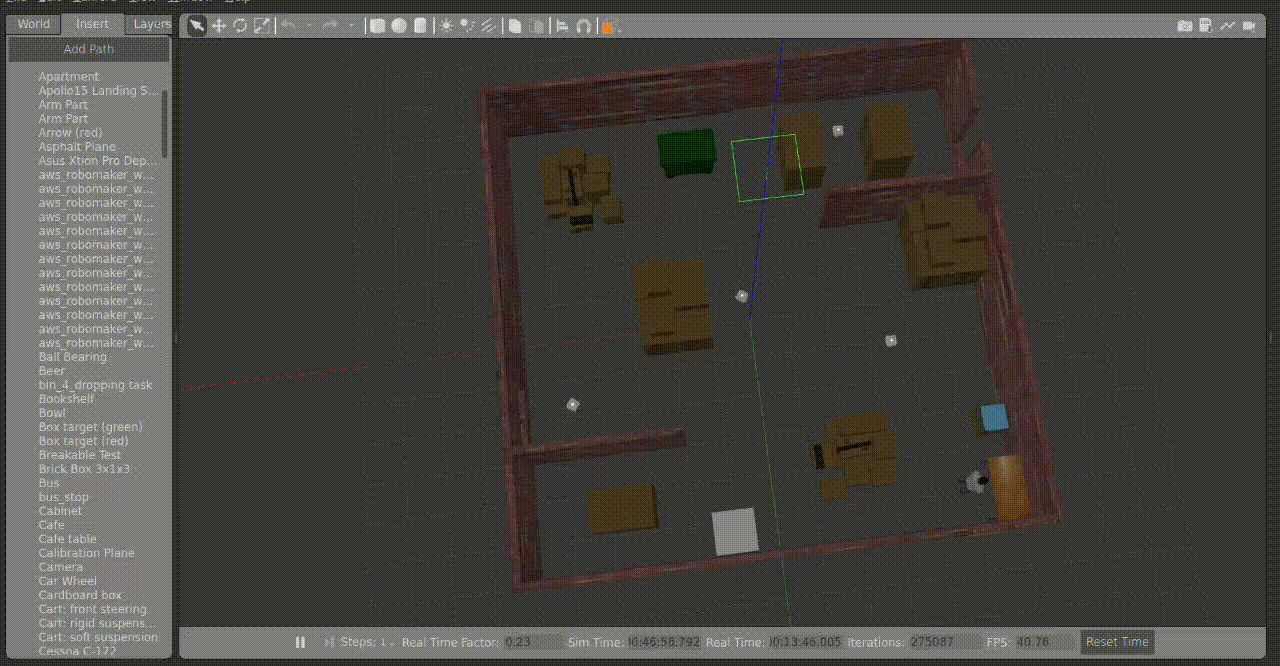 World Insert Layers
Add Path
Apartment
Apollo15 Landing S...
Arm Part
Arm Part
Arrow (red)
Asphalt Plane
Asus Xtion Pro Dep...
aws_robomaker_w...
aws_robomaker_w...
aws_robomaker_w...
aws_robomaker_w...
aws_robomaker_w...
aws_robomaker_w...
aws_robomaker_w...
aws_robomaker_w...
aws_robomaker_w...
aws_robomaker_w...
aws_robomaker_w...
aws_robomaker_w...
aws_robomaker_w...
Ball Bearing
Beer
bin_4_dropping task
Bookshelf
Bowl
Box target (green)
Box target (red)
Breakable Test
Brick Box 3x1x3
Bus
bus_stop
Cabinet
Cafe
Cafe table
Calibration Plane
Camera
Car Wheel
Cardboard box
Cart: front steering
Cart: rigid suspens...
Cart: soft suspension
Cessna C-172
Steps: 1 Real Time Factor: 0.23 Sim Time: 0:46:56.792 Real Time: 0:13:46.005 Iterations: 275087 FPS: 40.76 Reset Time